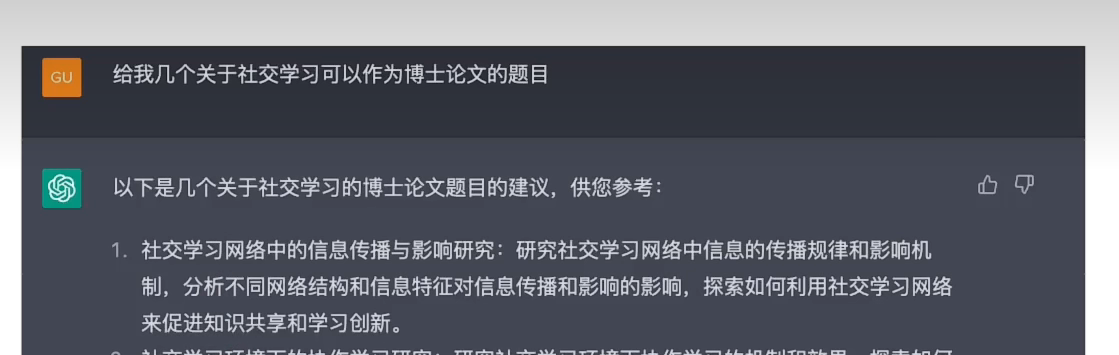 GU
给我几个关于社交学习可以作为博士论文的题目
以下是几个关于社交学习的博士论文题目的建议，供您参考：
1. 社交学习网络中的信息传播与影响研究：研究社交学习网络中信息的传播规律和影响机
制，分析不同网络结构和信息特征对信息传播和影响的影响，探索如何利用社交学习网络
来促进知识共享和学习创新。